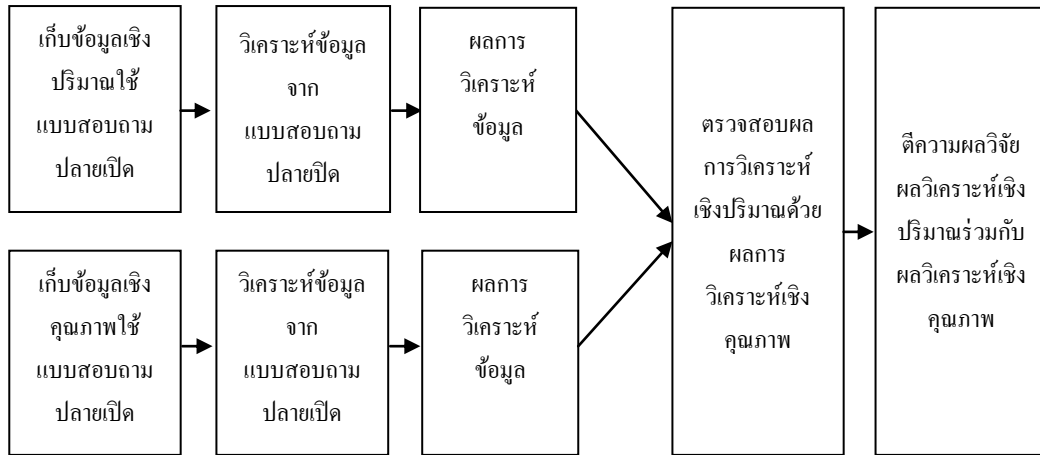 เก็บข้อมูลเชิง
ปริมาณใช้
แบบสอบถาม
ปลายเปิด
วิเคราะห์ข้อมูล
จาก
แบบสอบถาม
ปลายปิด
ผลการ
วิเคราะห์
ข้อมูล
เก็บข้อมูลเชิง
คุณภาพใช้
แบบสอบถาม
ปลายเปิด
วิเคราะห์ข้อมูล
จาก
แบบสอบถาม
ปลายเปิด
ผลการ
วิเคราะห์
ข้อมูล
ตรวจสอบผล
การวิเคราะห์
เชิงปริมาณด้วย
ผลการ
วิเคราะห์เชิง
คุณภาพ
ตีความผลวิจัย
ผลวิเคราะห์เชิง
ปริมาณร่วมกับ
ผลวิเคราะห์เชิง
คุณภาพ